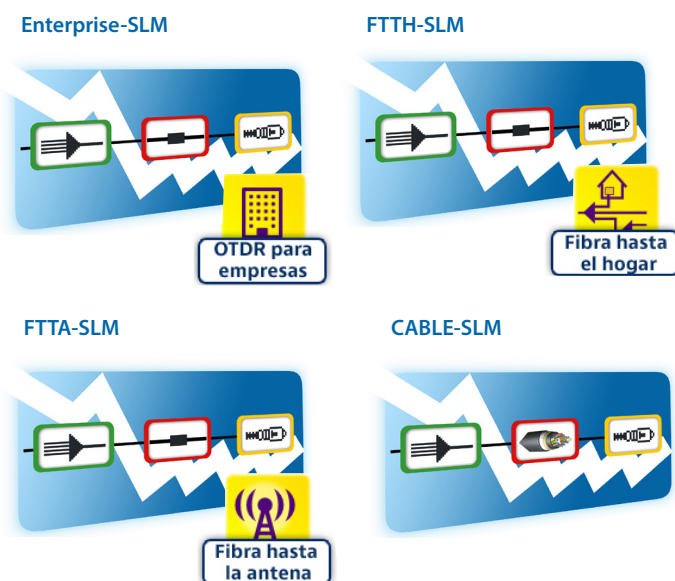 Enterprise-SLM
FTTH-SLM
OTDR para
empresas
Fibra hasta
el hogar
FTTA-SLM
CABLE-SLM
Fibra hasta
la antena